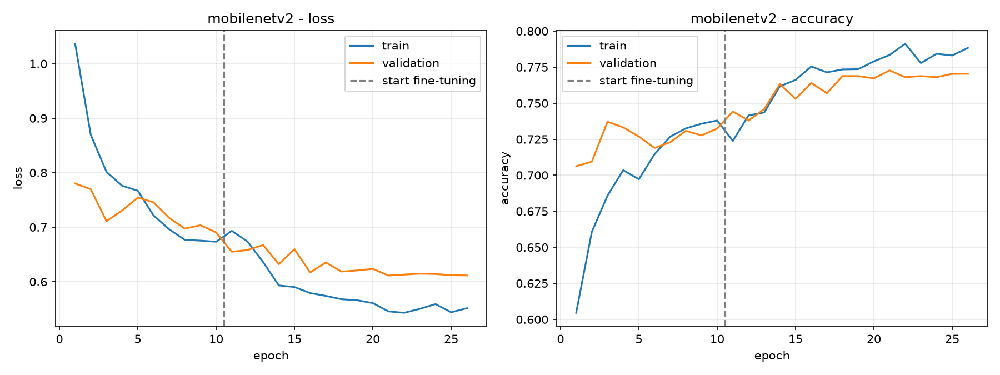 mobilenetv2 - loss
train
validation
start fine-tuning
loss
1.0
0.9
0.8
0.7
0.6
0 5 10 15 20 25
epoch
mobilenetv2 - accuracy
train
validation
start fine-tuning
accuracy
0.800
0.775
0.750
0.725
0.700
0.675
0.650
0.625
0.600
0 5 10 15 20 25
epoch